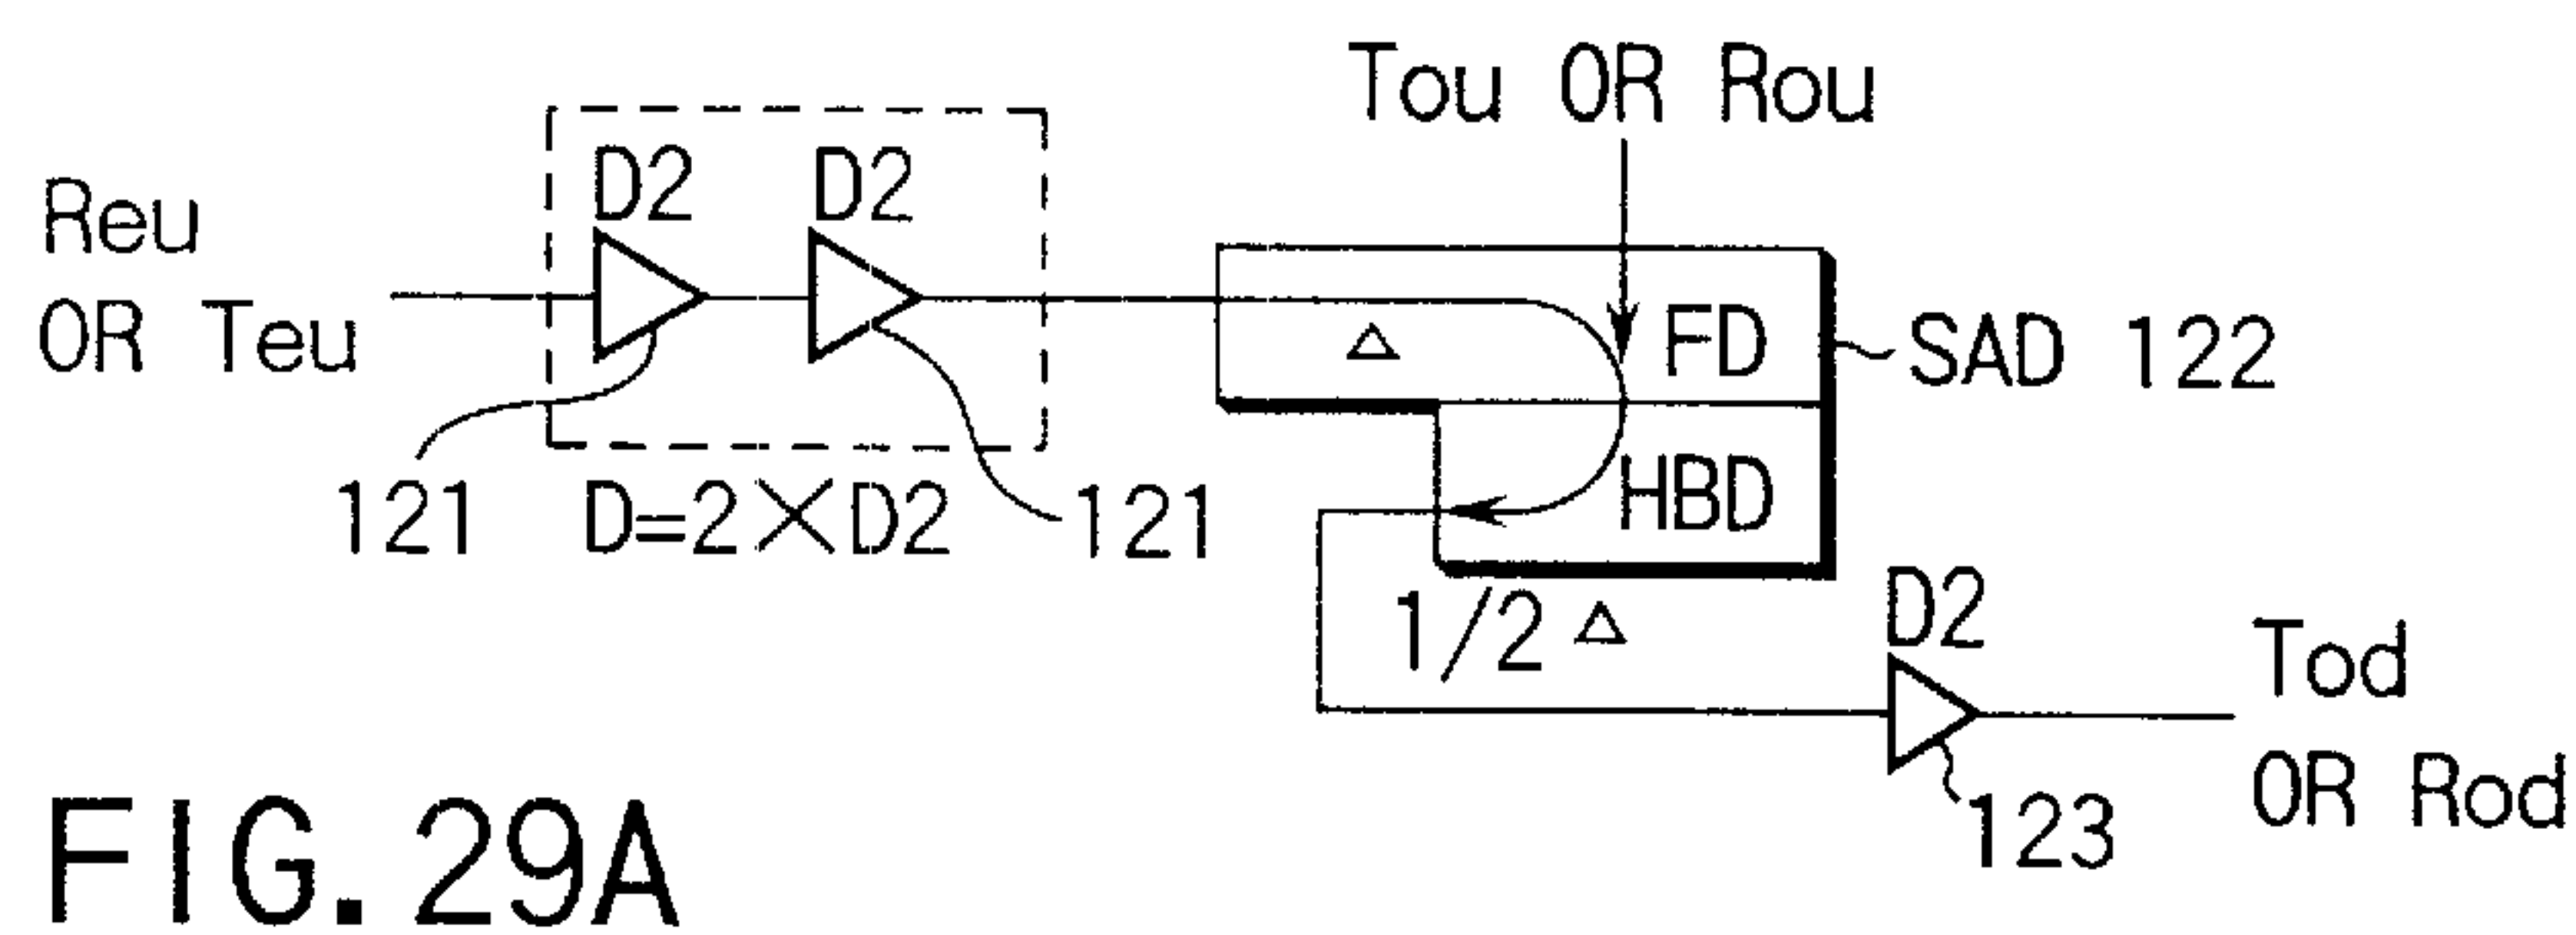 Tou OR Rou
D2 D2
Reu
OR Teu
FD
△
SAD 122
HBD
121
D=2×D2
121
1/2 △
D2
Tod
OR Rod
123
FIG. 29A